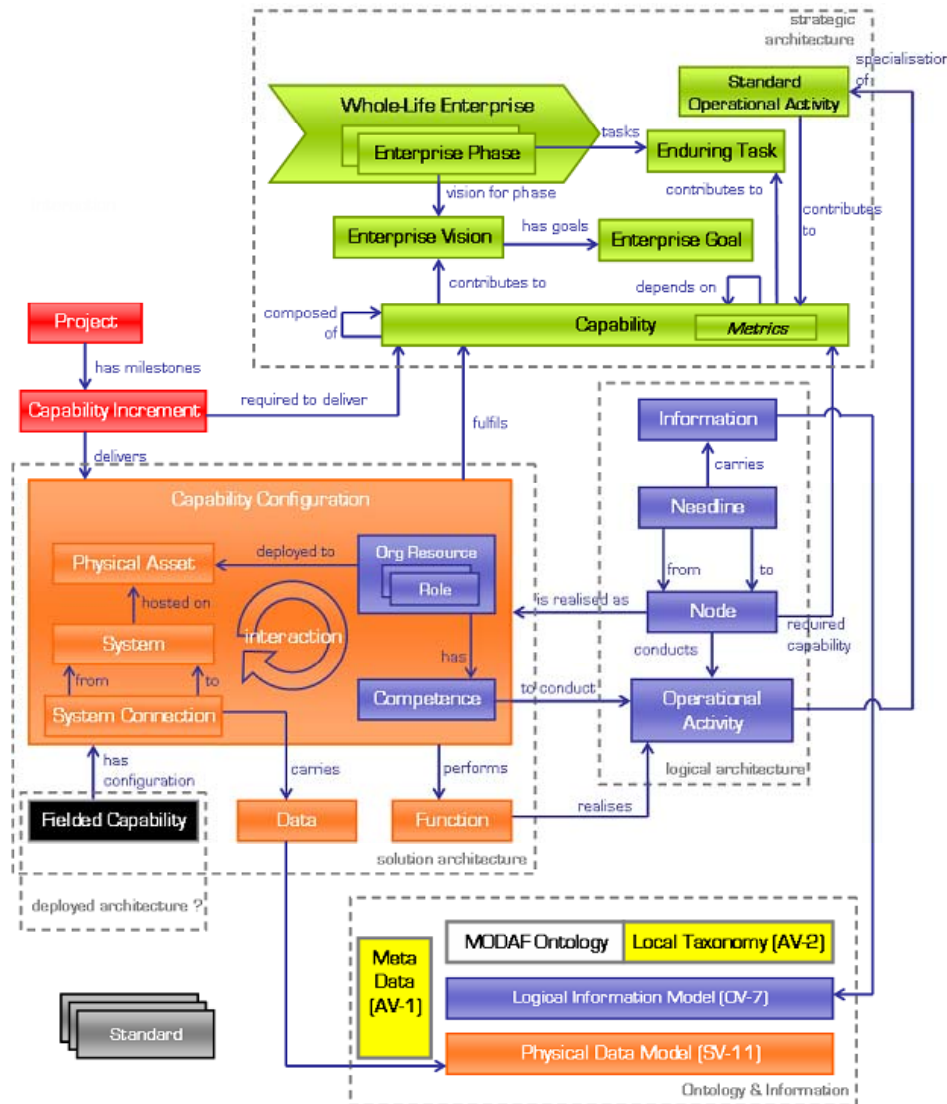 strategic
architecture
specialisation
of
Whole-Life Enterprise
Standard
Operational Activity
Enterprise Phase
tasks
Enduring Task
vision for phase
contributes to
contributes
to
Enterprise Vision
has goals
Enterprise Goal
contributes to
depends on
composed
of
Capability
Metrics
Project
has milestones
Capability Increment
required to deliver
fulfils
delivers
Information
carries
Needline
from
to
Node
required
capability
conducts
Operational
Activity
logical architecture
Capability Configuration
Physical Asset
deployed to
Org Resource
Role
hosted on
interaction
is realised as
System
has
from
to
System Connection
Competence
to conduct
has
configuration
carries
performs
realises
Fielded Capability
Data
Function
solution architecture
deployed architecture ?
Meta
Data
(AV-1)
MODAF Ontology
Local Taxonomy (AV-2)
Logical Information Model (OV-7)
Physical Data Model (SV-11)
Ontology & Information
Standard